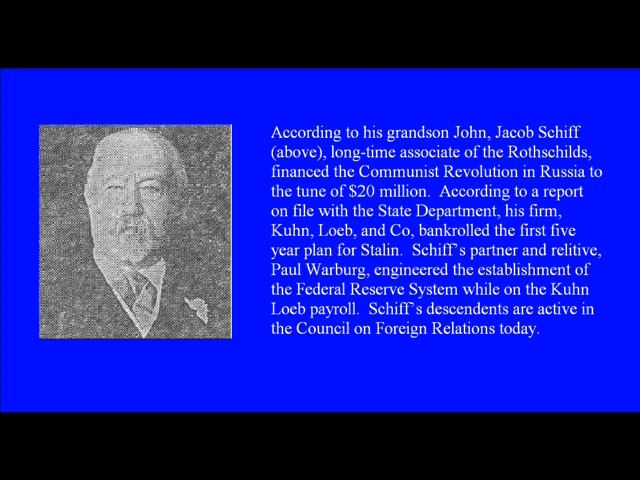 According to his grandson John, Jacob Schiff
(above), long-time associate of the Rothschilds,
financed the Communist Revolution in Russia to
the tune of $20 million.  According to a report
on file with the State Department, his firm,
Kuhn, Loeb, and Co, bankrolled the first five
year plan for Stalin.  Schiff's partner and relitive,
Paul Warburg, engineered the establishment of
the Federal Reserve System while on the Kuhn
Loeb payroll.  Schiff's descendents are active in
the Council on Foreign Relations today.